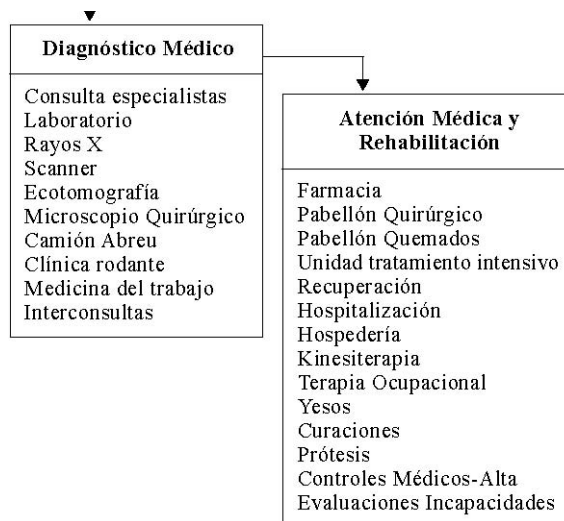 Diagnóstico Médico
Consulta especialistas
Laboratorio
Rayos X
Scanner
Ecotomografía
Microscopio Quirúrgico
Camión Abreu
Clínica rodante
Medicina del trabajo
Interconsultas
Atención Médica y
Rehabilitación
Farmacia
Pabellón Quirúrgico
Pabellón Quemados
Unidad tratamiento intensivo
Recuperación
Hospitalización
Hospedería
Kinesiterapia
Terapia Ocupacional
Yesos
Curaciones
Prótesis
Controles Médicos-Alta
Evaluaciones Incapacidades